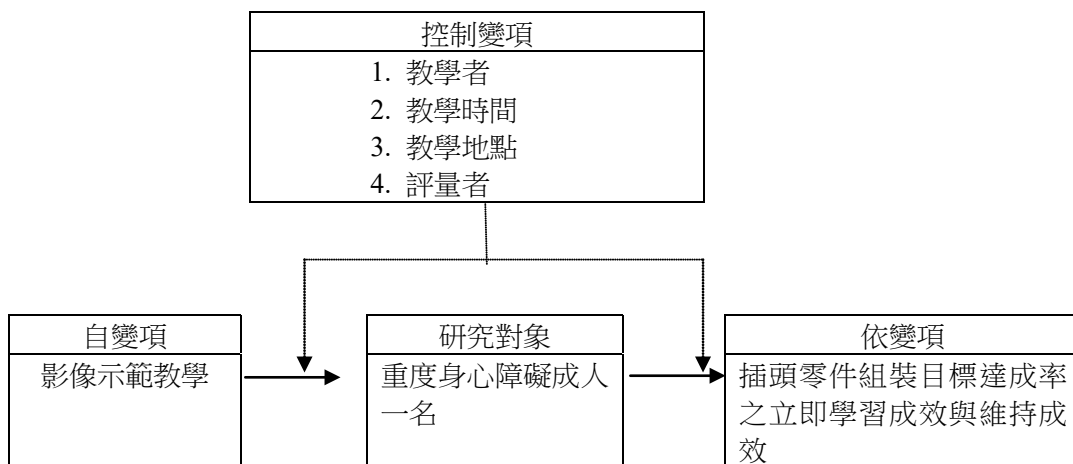 控制變項
1. 教學者
2. 教學時間
3. 教學地點
4. 評量者
自變項
影像示範教學
研究對象
重度身心障礙成人
一名
依變項
插頭零件組裝目標達成率
之立即學習成效與維持成
效